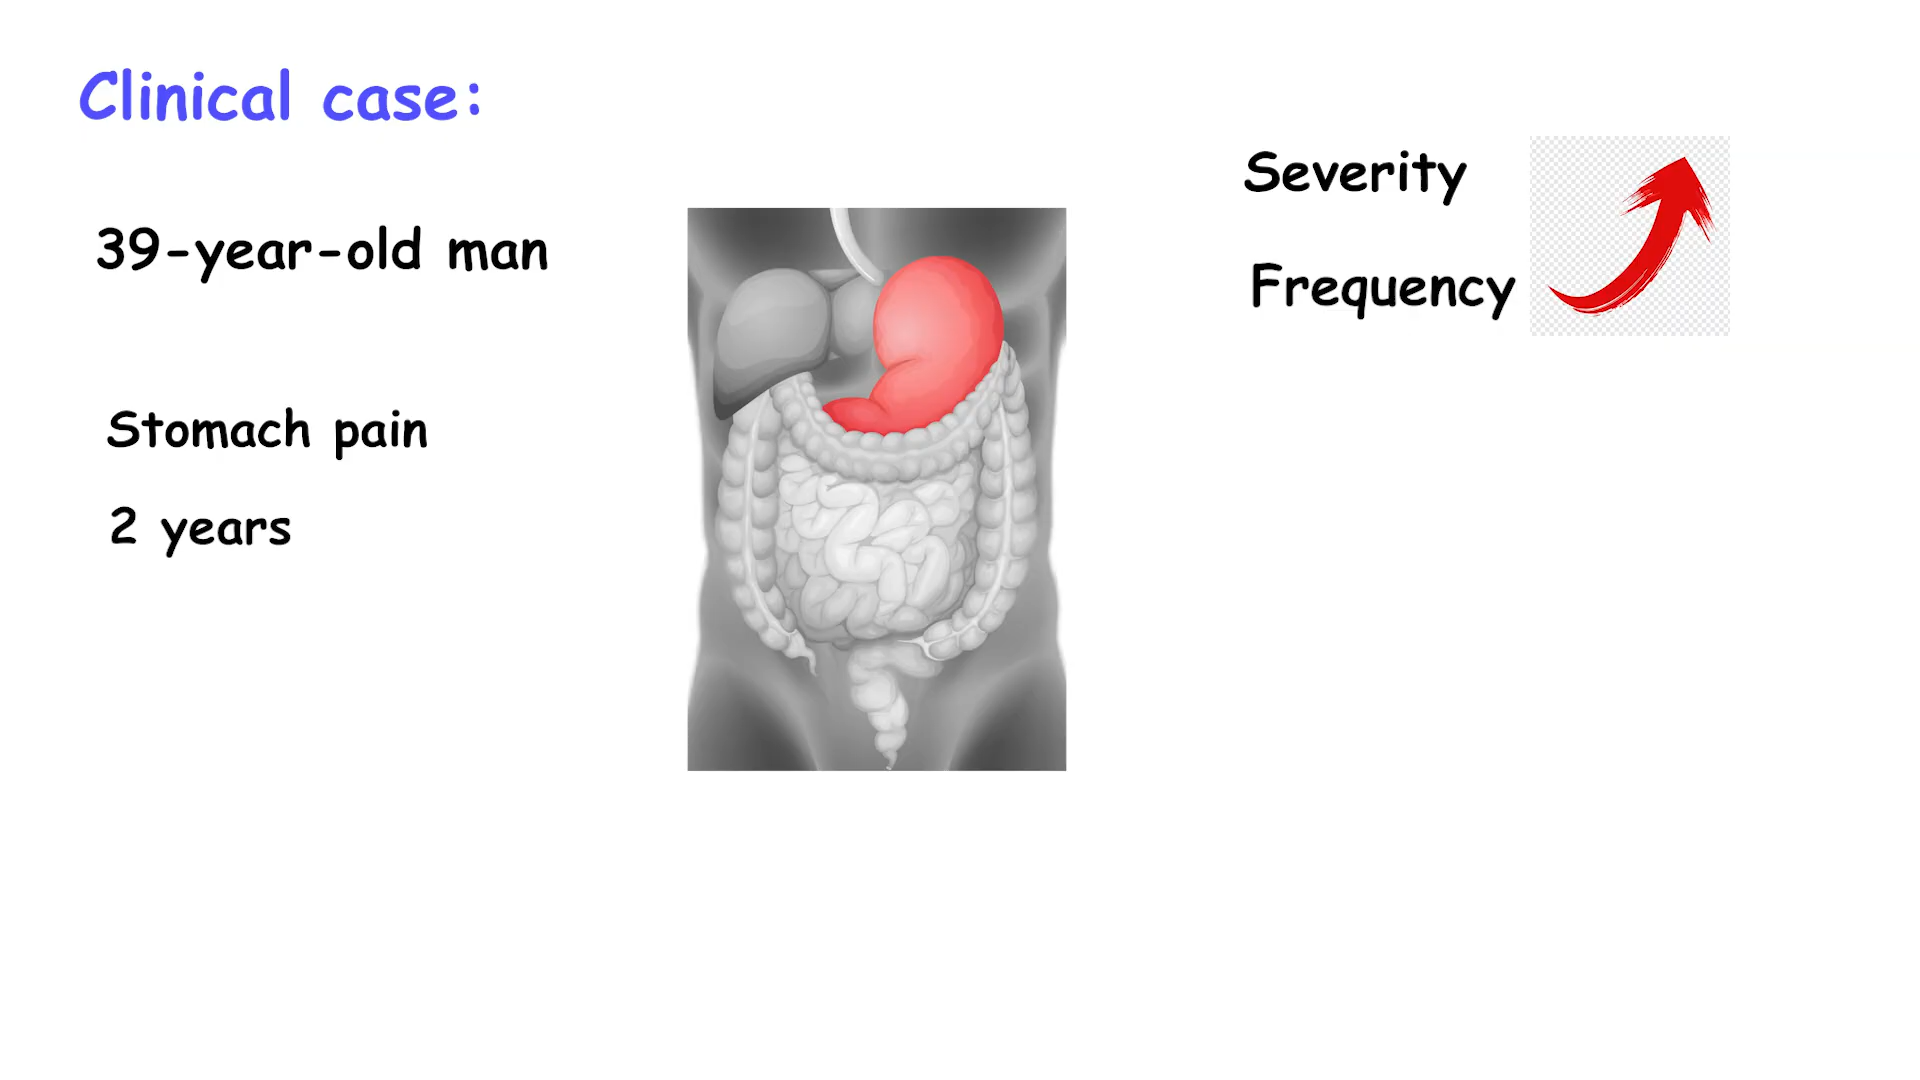 Clinical case:
39-year-old man
Stomach pain
2 years
Severity
Frequency